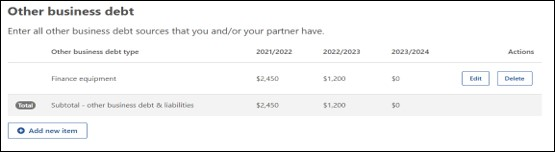 Other business debt
Enter all other business debt sources that you and/or your partner have.
Other business debt type 2021/2022 2022/2023 2023/2024 Actions
Finance equipment $2,450 $1,200 $0 Edit Delete
Total Subtotal - other business debt & liabilities $2,450 $1,200 $0
Add new item